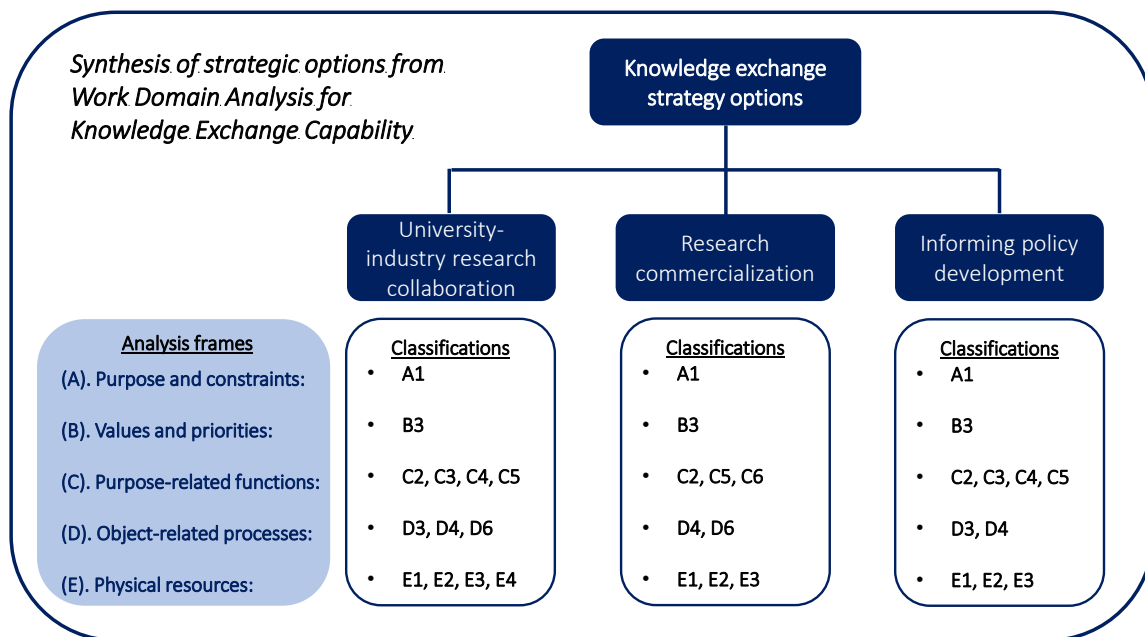 Synthesis of strategic options from
Work Domain Analysis for
Knowledge Exchange Capability
Knowledge exchange
strategy options
University-
industry research
collaboration
Research
commercialization
Informing policy
development
Analysis frames
(A). Purpose and constraints:
(B). Values and priorities:
(C). Purpose-related functions:
(D). Object-related processes:
(E). Physical resources:
Classifications
• A1
• B3
• C2, C3, C4, C5
• D3, D4, D6
• E1, E2, E3, E4
Classifications
• A1
• B3
• C2, C5, C6
• D4, D6
• E1, E2, E3
Classifications
• A1
• B3
• C2, C3, C4, C5
• D3, D4
• E1, E2, E3